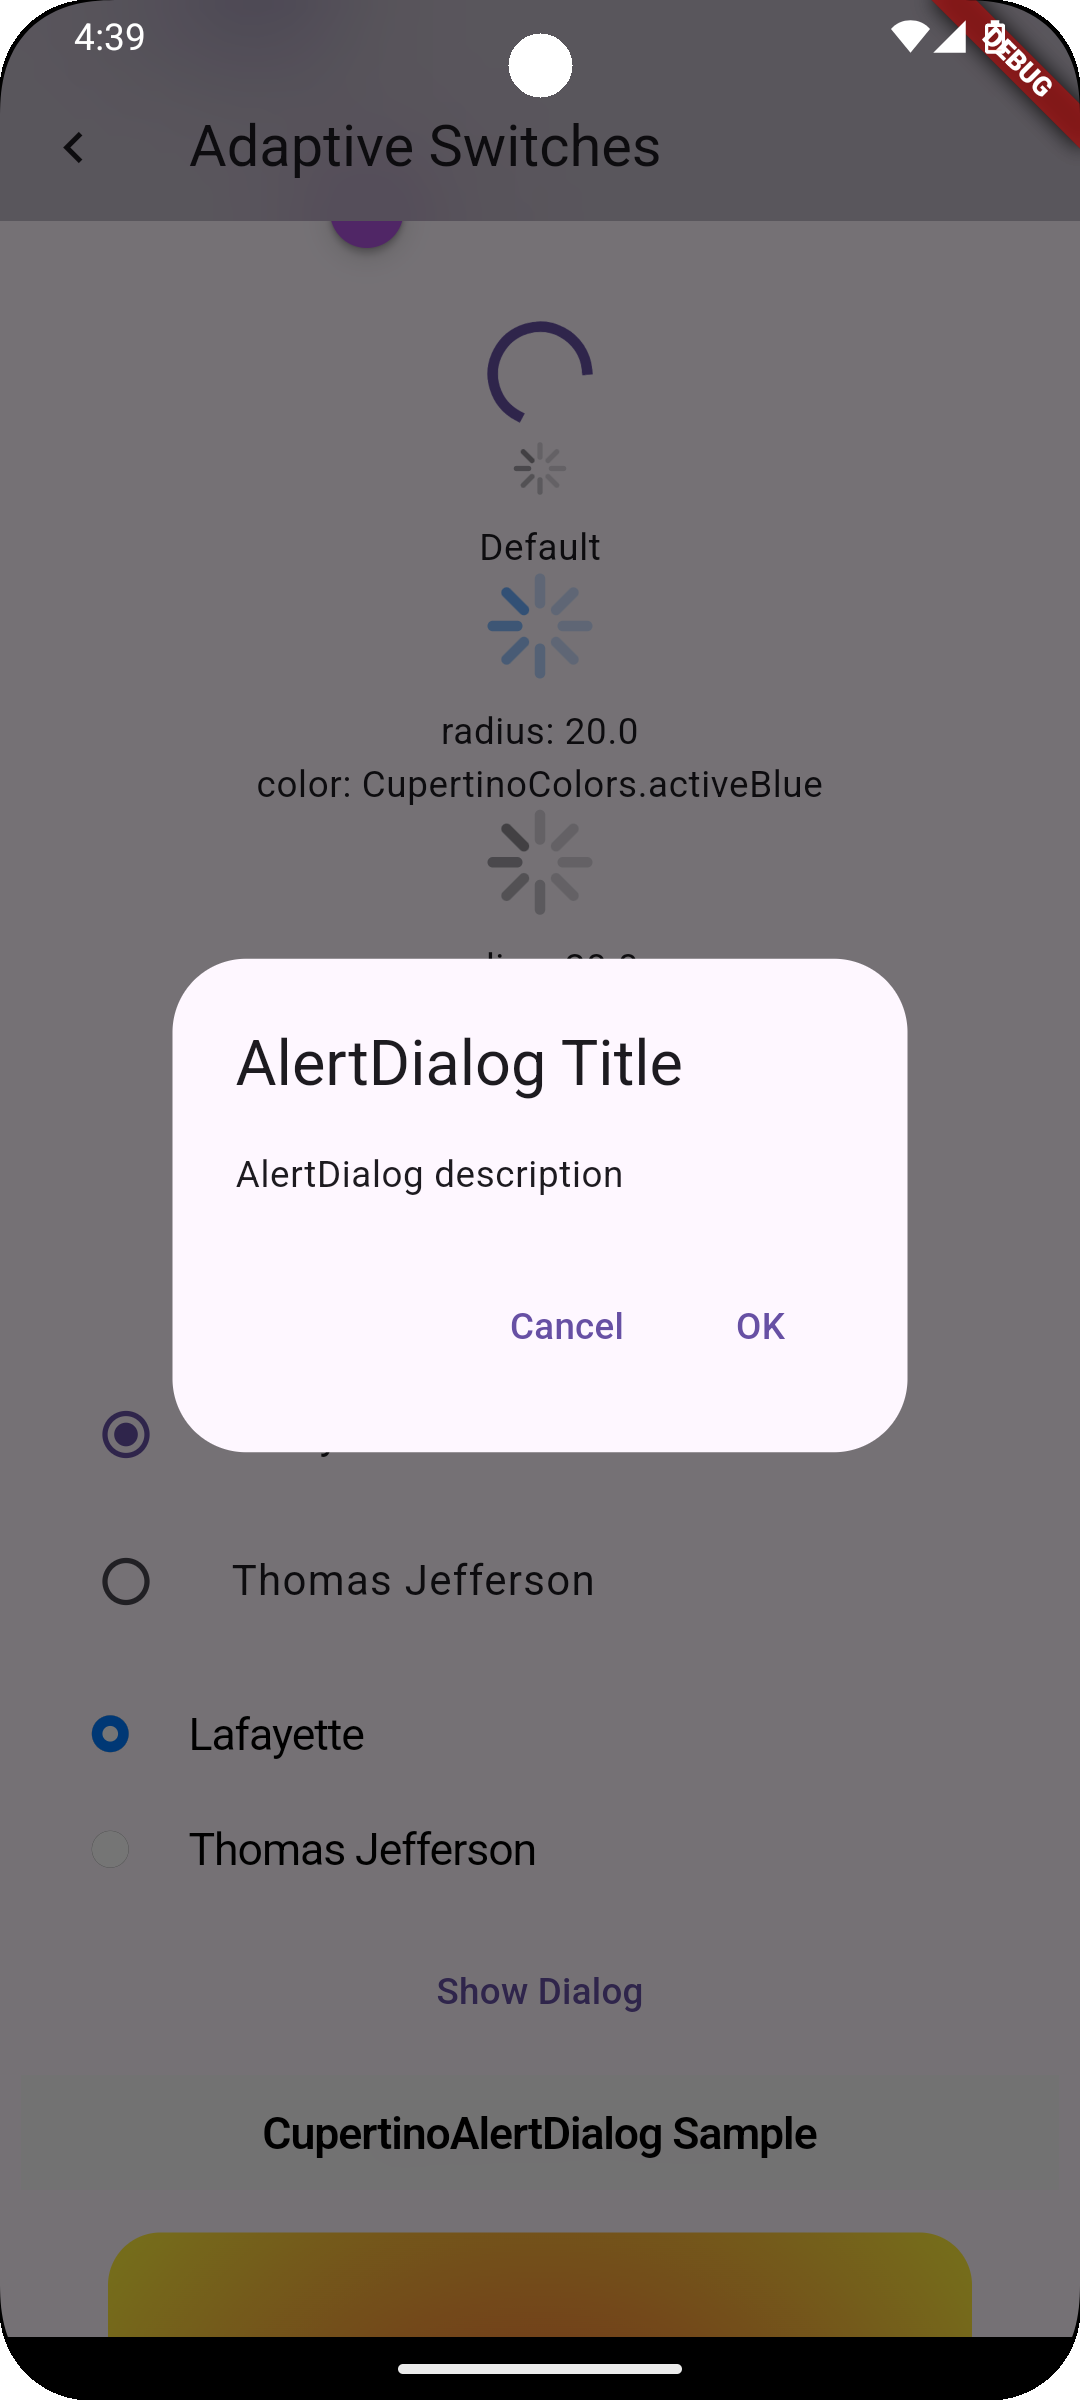 4:39
DEBUG
Adaptive Switches
Default
radius: 20.0
color: CupertinoColors.activeBlue
AlertDialog Title
AlertDialog description
Cancel
OK
Thomas Jefferson
Lafayette
Thomas Jefferson
Show Dialog
CupertinoAlertDialog Sample